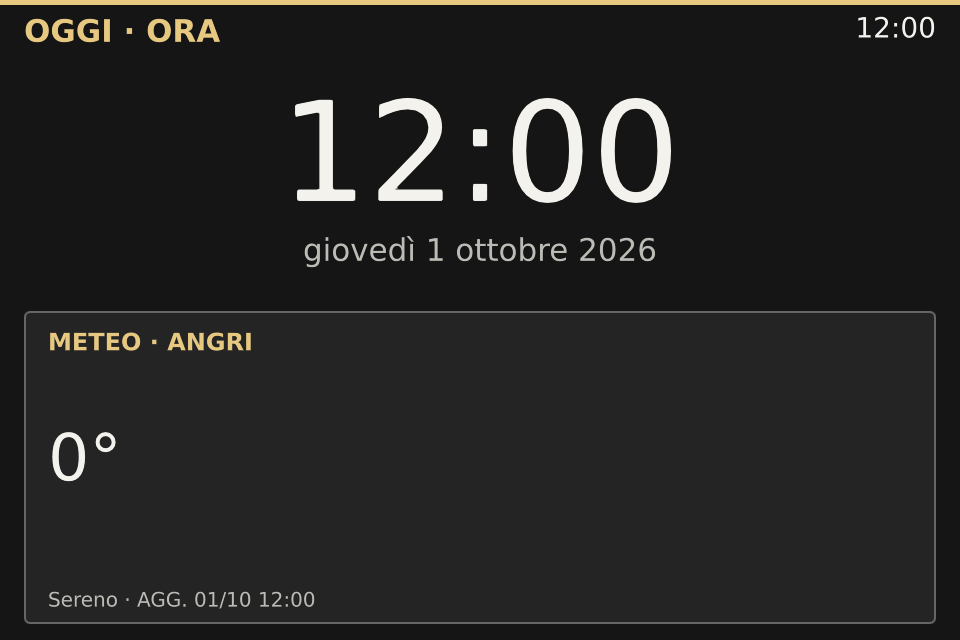 OGGI · ORA
12:00
12:00
giovedì 1 ottobre 2026
METEO · ANGRI
0°
Sereno · AGG. 01/10 12:00